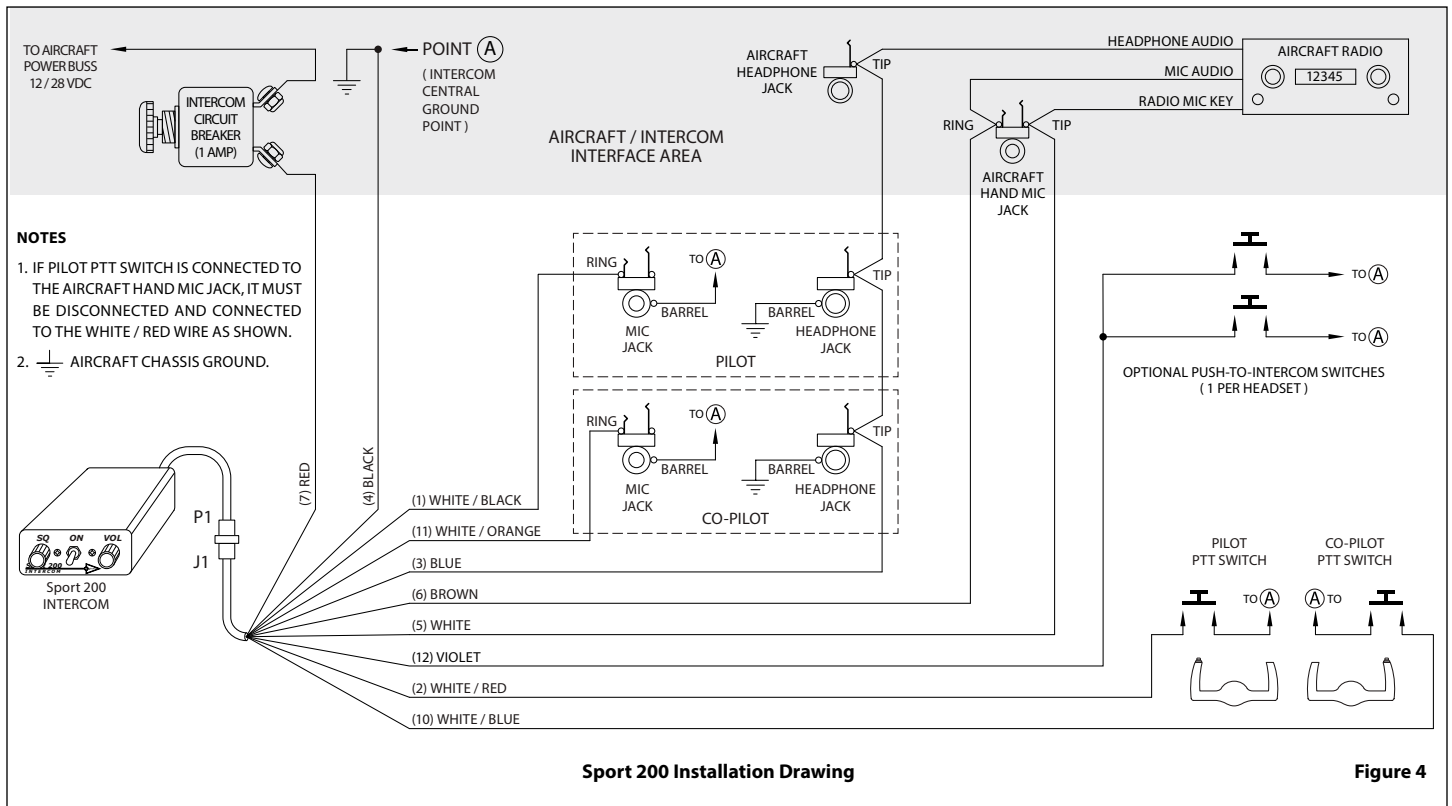 TO AIRCRAFT
POWER BUSS
12 / 28 VDC
INTERCOM
CIRCUIT
BREAKER
(1 AMP)
POINT A
( INTERCOM
CENTRAL
GROUND
POINT )
AIRCRAFT / INTERCOM
INTERFACE AREA
AIRCRAFT
HEADPHONE
JACK
TIP
HEADPHONE AUDIO
MIC AUDIO
RADIO MIC KEY
AIRCRAFT RADIO
12345
RING
TIP
AIRCRAFT
HAND MIC
JACK
NOTES
1. IF PILOT PTT SWITCH IS CONNECTED TO
THE AIRCRAFT HAND MIC JACK, IT MUST
BE DISCONNECTED AND CONNECTED
TO THE WHITE / RED WIRE AS SHOWN.
2. AIRCRAFT CHASSIS GROUND.
RING
TO A
BARREL
MIC
JACK
BARREL
TIP
HEADPHONE
JACK
PILOT
RING
TO A
BARREL
MIC
JACK
BARREL
TIP
HEADPHONE
JACK
CO-PILOT
TO A
TO A
OPTIONAL PUSH-TO-INTERCOM SWITCHES
( 1 PER HEADSET )
P1
J1
SQ ON VOL
200
INTERCOM
Sport 200
INTERCOM
(7) RED
(4) BLACK
(1) WHITE / BLACK
(11) WHITE / ORANGE
(3) BLUE
(6) BROWN
(5) WHITE
(12) VIOLET
(2) WHITE / RED
(10) WHITE / BLUE
PILOT
PTT SWITCH
TO A
CO-PILOT
PTT SWITCH
A TO
Sport 200 Installation Drawing
Figure 4